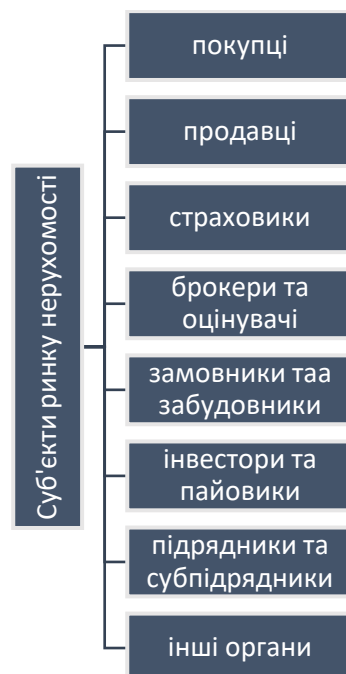 Суб'єкти ринку нерухомості
покупці
продавці
страховики
брокери та
оцінувачі
замовники таа
забудовники
інвестори та
пайовики
підрядники та
субпідрядники
інші органи